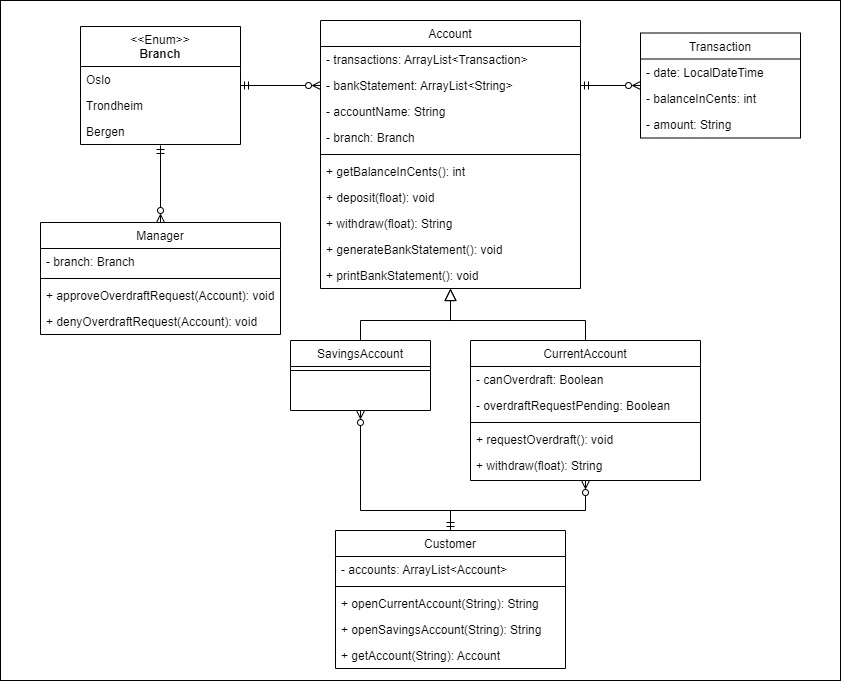 <<Enum>>
Branch
Oslo
Trondheim
Bergen
Account
- transactions: ArrayList<Transaction>
- bankStatement: ArrayList<String>
- accountName: String
- branch: Branch
+ getBalanceInCents(): int
+ deposit(float): void
+ withdraw(float): String
+ generateBankStatement(): void
+ printBankStatement(): void
Transaction
- date: LocalDateTime
- balanceInCents: int
- amount: String
Manager
- branch: Branch
+ approveOverdraftRequest(Account): void
+ denyOverdraftRequest(Account): void
SavingsAccount
CurrentAccount
- canOverdraft: Boolean
- overdraftRequestPending: Boolean
+ requestOverdraft(): void
+ withdraw(float): String
Customer
- accounts: ArrayList<Account>
+ openCurrentAccount(String): String
+ openSavingsAccount(String): String
+ getAccount(String): Account